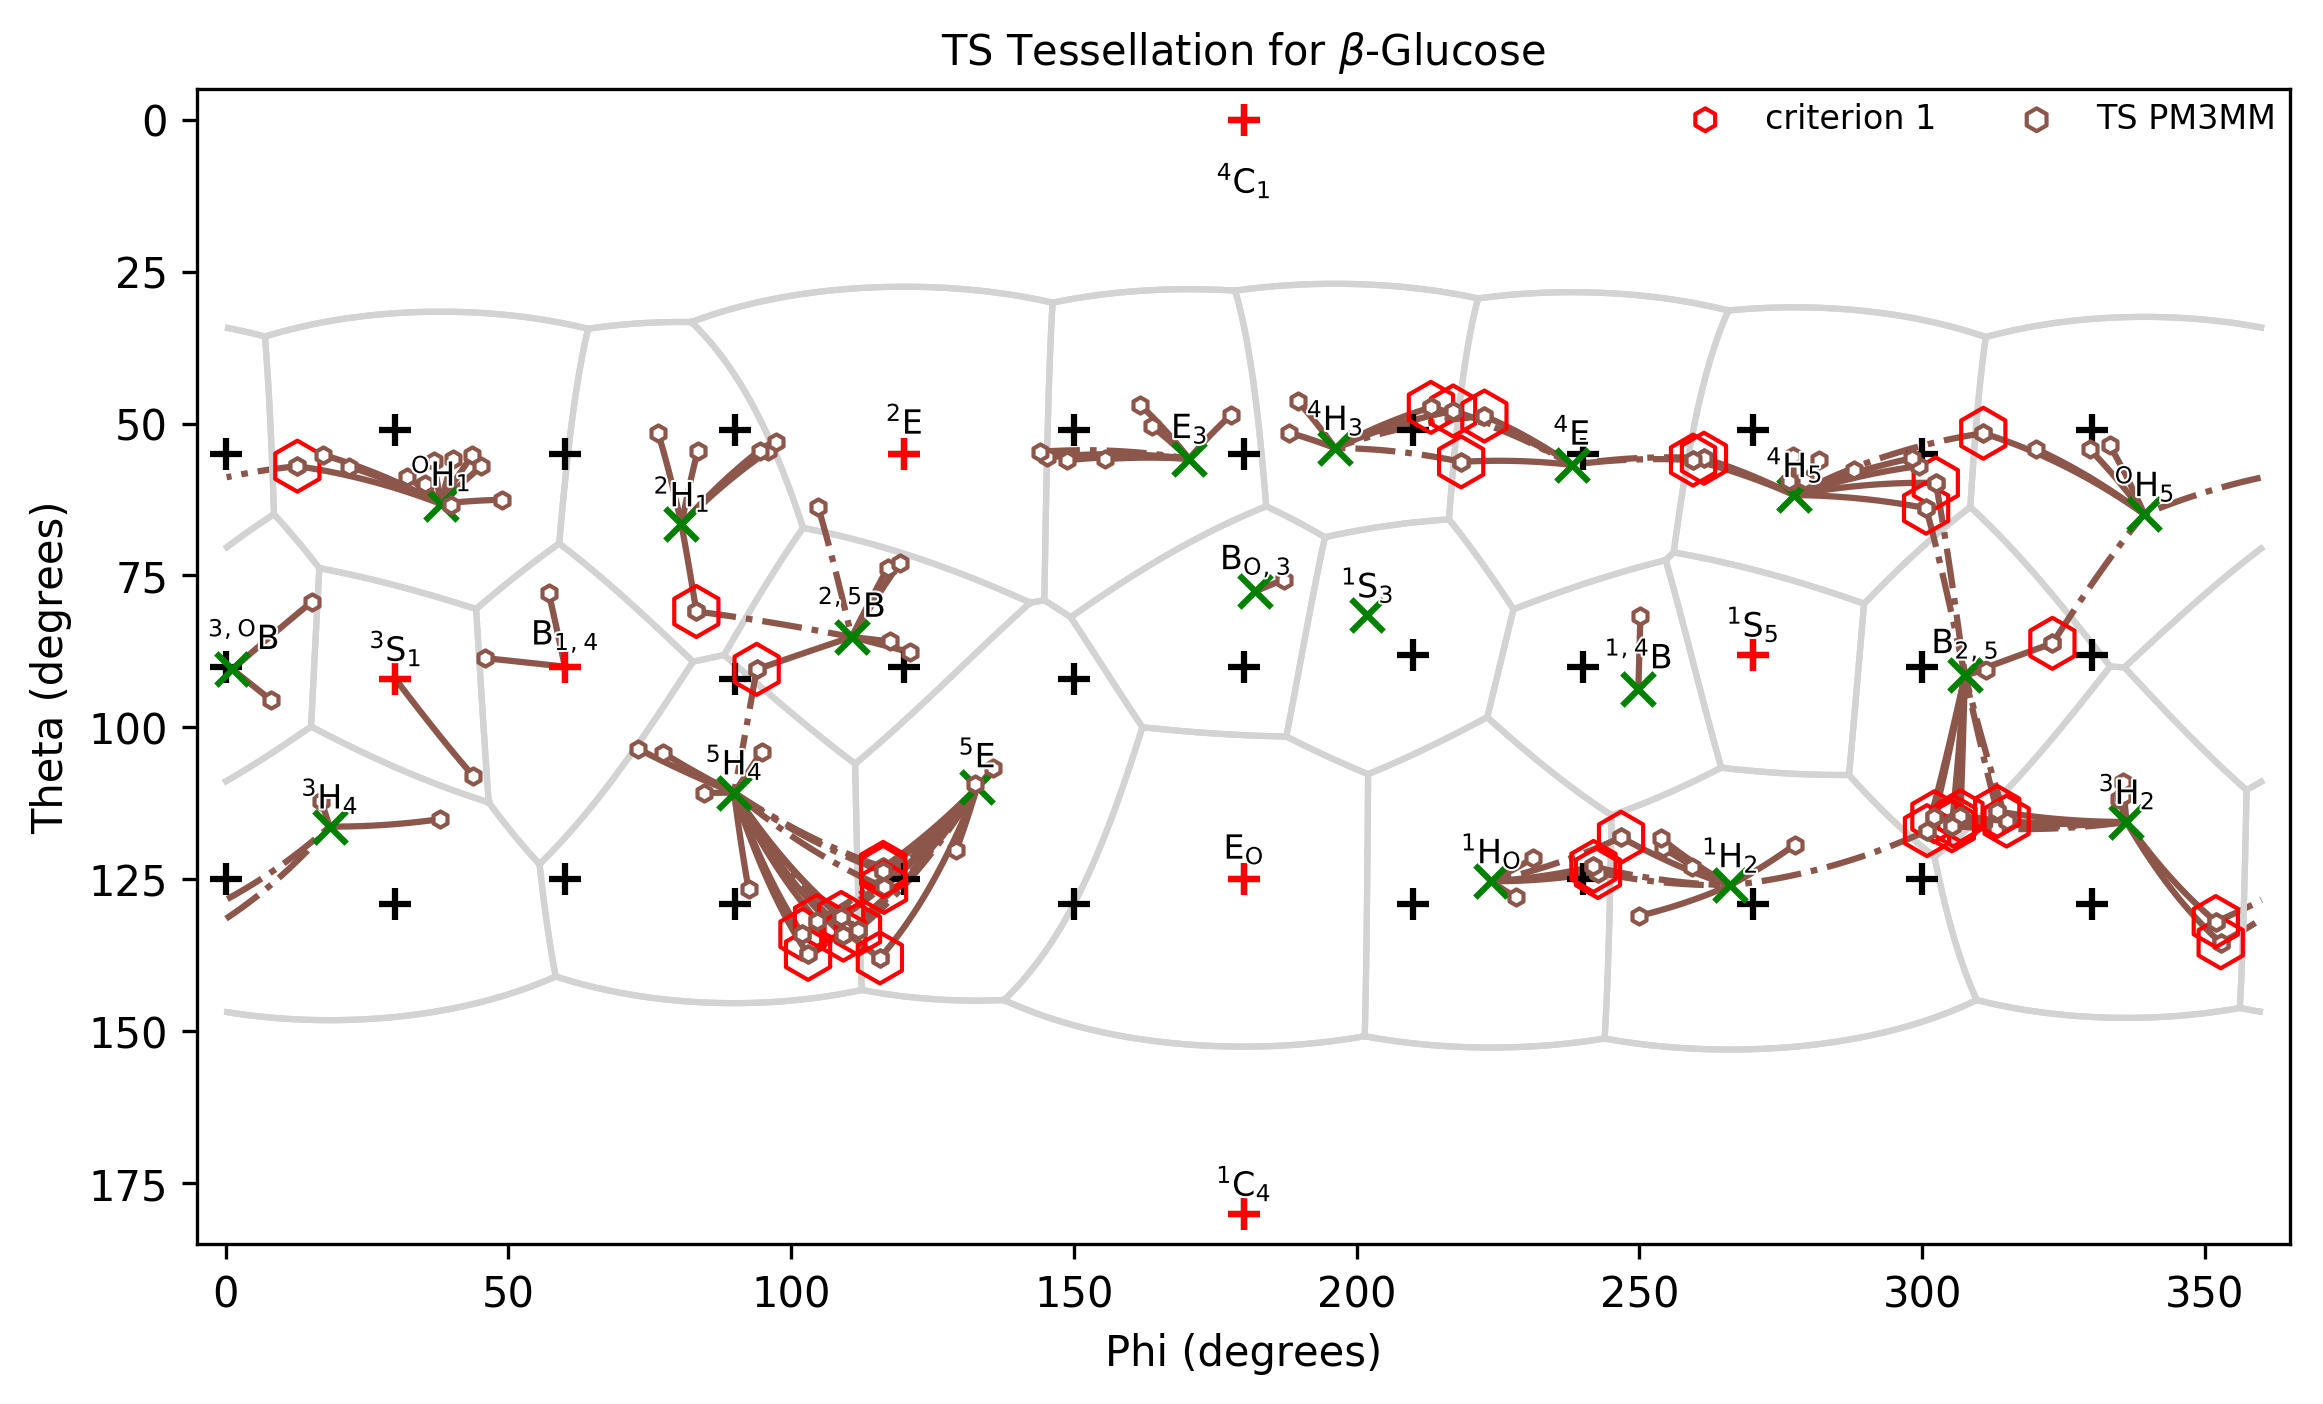 TS Tessellation for β-Glucose
criterion 1
TS PM3MM
⁴C₁
²E
E₃
⁴H₃
⁴E
⁴H₅
ᴼH₁
²H₁
ᴼH₅
B_O,3
¹S₃
²,⁵B
³,ᴼB
³S₁
B₁,₄
¹,⁴B
¹S₅
B₂,₅
⁵H₄
⁵E
³H₄
³H₂
E_O
¹H_O
¹H₂
¹C₄
0
25
50
75
100
125
150
175
Theta (degrees)
0 50 100 150 200 250 300 350
Phi (degrees)